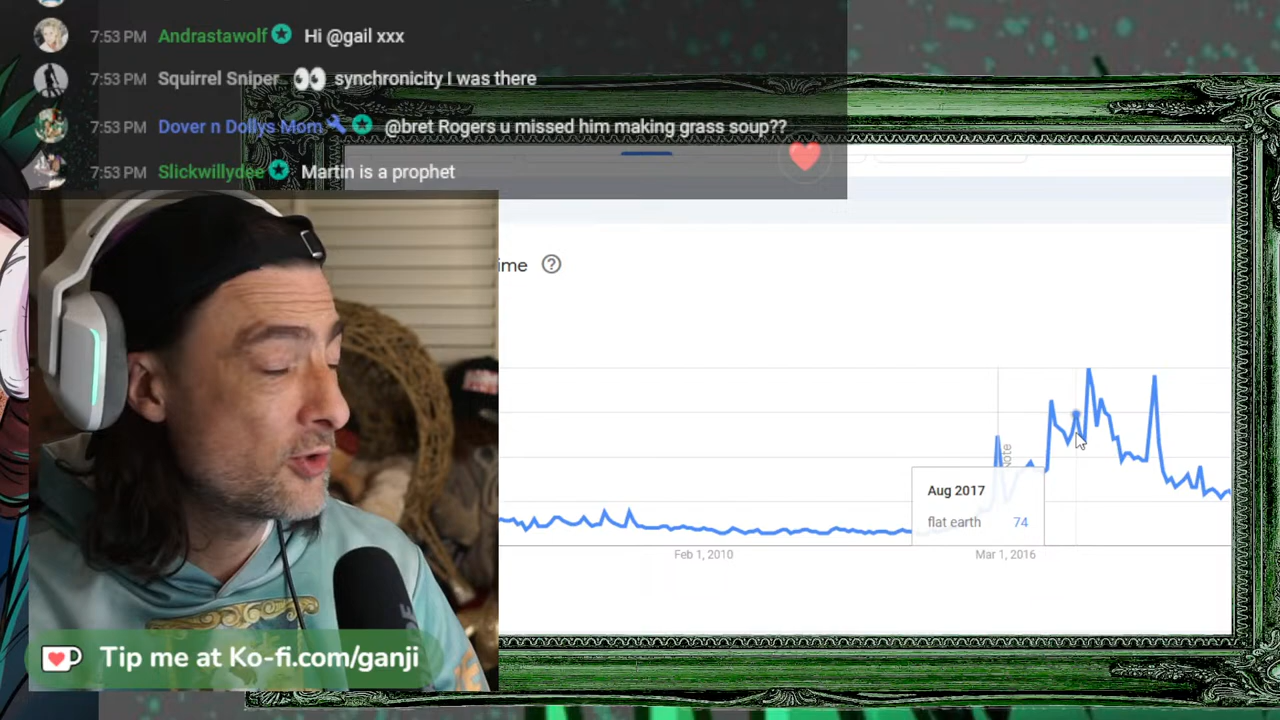 7:53 PM Andrastawolf Hi @gail xxx
7:53 PM Squirrel Sniper 👀 synchronicity I was there
7:53 PM Dover n Dollys Mom @bret Rogers u missed him making grass soup??
7:53 PM Slickwillydee Martin is a prophet
ime ?
Note
Aug 2017
flat earth 74
Feb 1, 2010
Mar 1, 2016
Tip me at Ko-fi.com/ganji